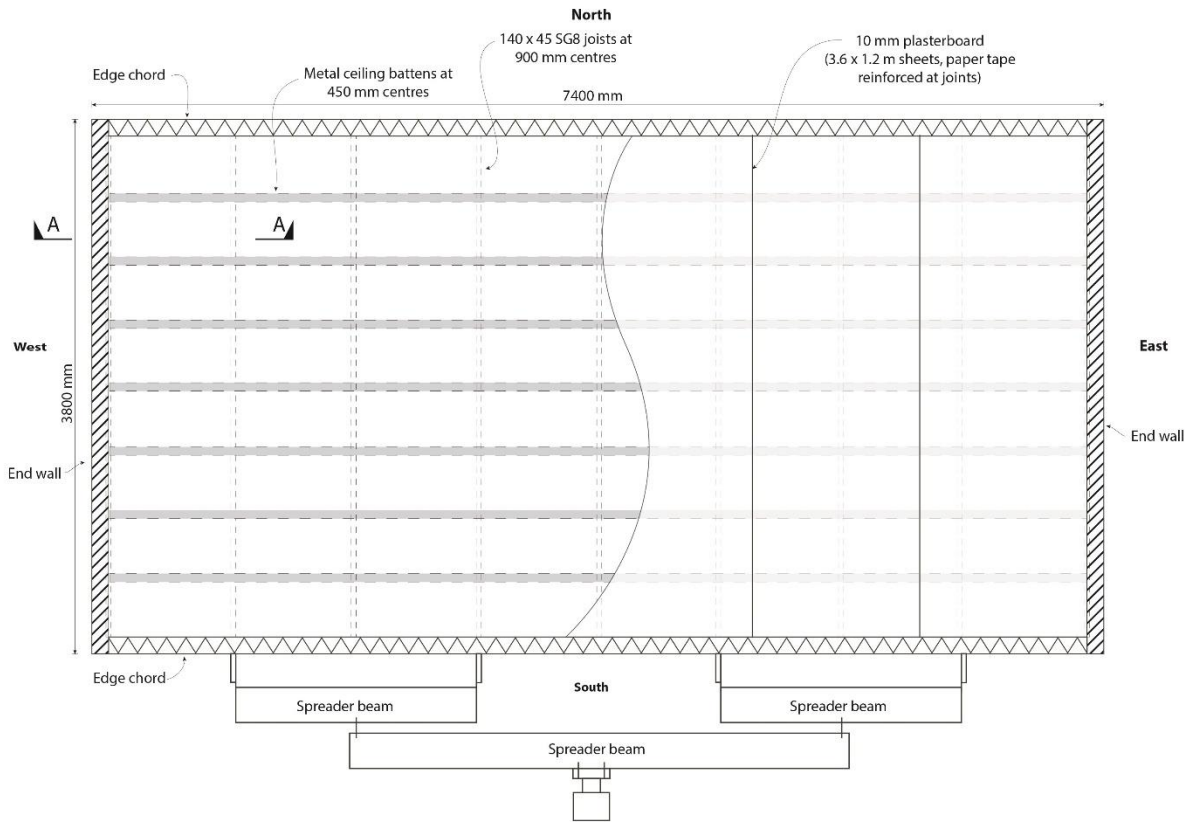 North
140 x 45 SG8 joists at
900 mm centres
10 mm plasterboard
(3.6 x 1.2 m sheets, paper tape
reinforced at joints)
Edge chord
Metal ceiling battens at
450 mm centres
7400 mm
A
A
West
3800 mm
East
End wall
End wall
Edge chord
South
Spreader beam
Spreader beam
Spreader beam